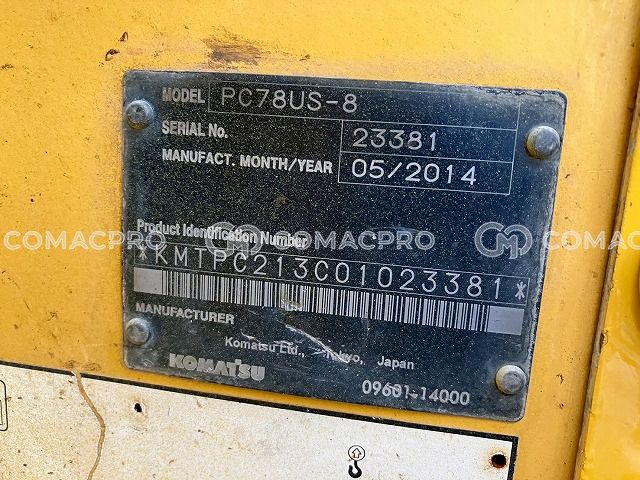 MODEL PC78US-8
SERIAL No. 23381
MANUFACT. MONTH/YEAR 05/2014
Product Identification Number
COMACPRO COMACPRO
*KMTPC213C01023381*
MANUFACTURER
Komatsu Ltd., Tokyo, Japan
KOMATSU
09601-14000